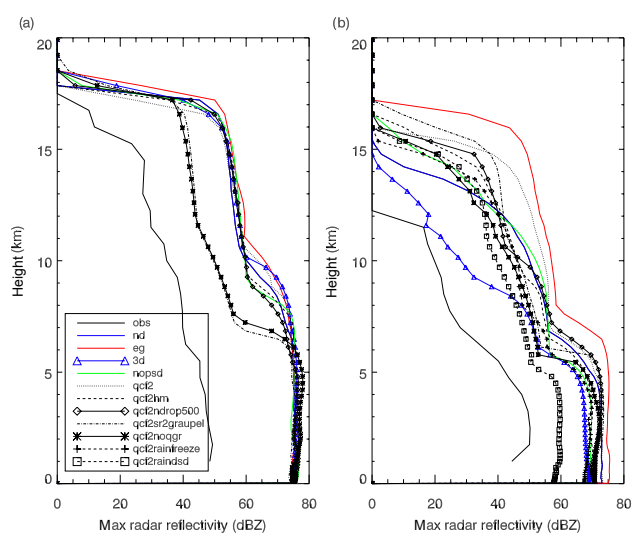 (a)
(b)
20
15
10
5
0
Height (km)
0 20 40 60 80
Max radar reflectivity (dBZ)
obs
nd
eg
3d
nopsd
qcf2
qcf2hm
qcf2ndrop500
qcf2sr2graupel
qcf2noqgr
qcf2rainfreeze
qcf2raindsd
20
15
10
5
0
Height (km)
0 20 40 60 80
Max radar reflectivity (dBZ)